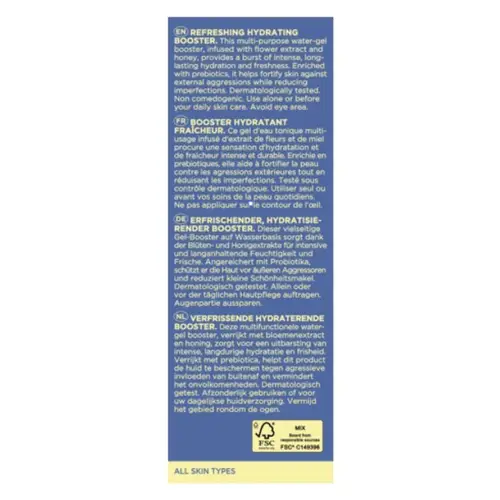 EN REFRESHING HYDRATING
BOOSTER. This multi-purpose water-gel
booster, infused with flower extract and
honey, provides a burst of intense, long-
lasting hydration and freshness. Enriched
with prebiotics, it helps fortify skin against
external aggressions while reducing
imperfections. Dermatologically tested.
Non comedogenic. Use alone or before
your daily skin care. Avoid eye area.
FR BOOSTER HYDRATANT
FRAÎCHEUR. Ce gel d'eau tonique multi-
usage infusé d'extrait de fleurs et de miel
procure une sensation d'hydratation et
de fraîcheur intense et durable. Enrichie en
prébiotiques, elle aide à fortifier la peau
contre les agressions extérieures tout en
réduisant les imperfections. Testé sous
contrôle dermatologique. Utiliser seul ou
avant vos soins de la peau quotidiens.
Ne pas appliquer le contour de l'œil.
DE ERFRISCHENDER, HYDRATISIE-
RENDER BOOSTER. Dieser vielseitige
Gel-Booster auf Wasserbasis sorgt dank
der Blüten- und Honigextrakte für intensive
und langanhaltende Feuchtigkeit und
Frische. Angereichert mit Probiotika,
schützt er die Haut vor äußeren Aggressoren
und reduziert kleine Schönheitsmakel.
Dermatologisch getestet. Allein oder
vor der täglichen Hautpflege auftragen.
Augenpartie aussparen.
NL VERFRISSENDE HYDRATERENDE
BOOSTER. Deze multifunctionele water-
gel booster, verrijkt met bloemenextract
en honing, zorgt voor een uitbarsting van
intense, langdurige hydratatie en frisheid.
Verrijkt met prebiotica, helpt dit product
de huid te beschermen tegen agressieve
invloeden van buitenaf en vermindert
het onvolkomenheden. Dermatologisch
getest. Afzonderlijk gebruiken of voor
uw dagelijkse huidverzorging. Vermijd
het gebied rondom de ogen.
FSC
MIX
Board from
responsible sources
FSC® C149396
ALL SKIN TYPES